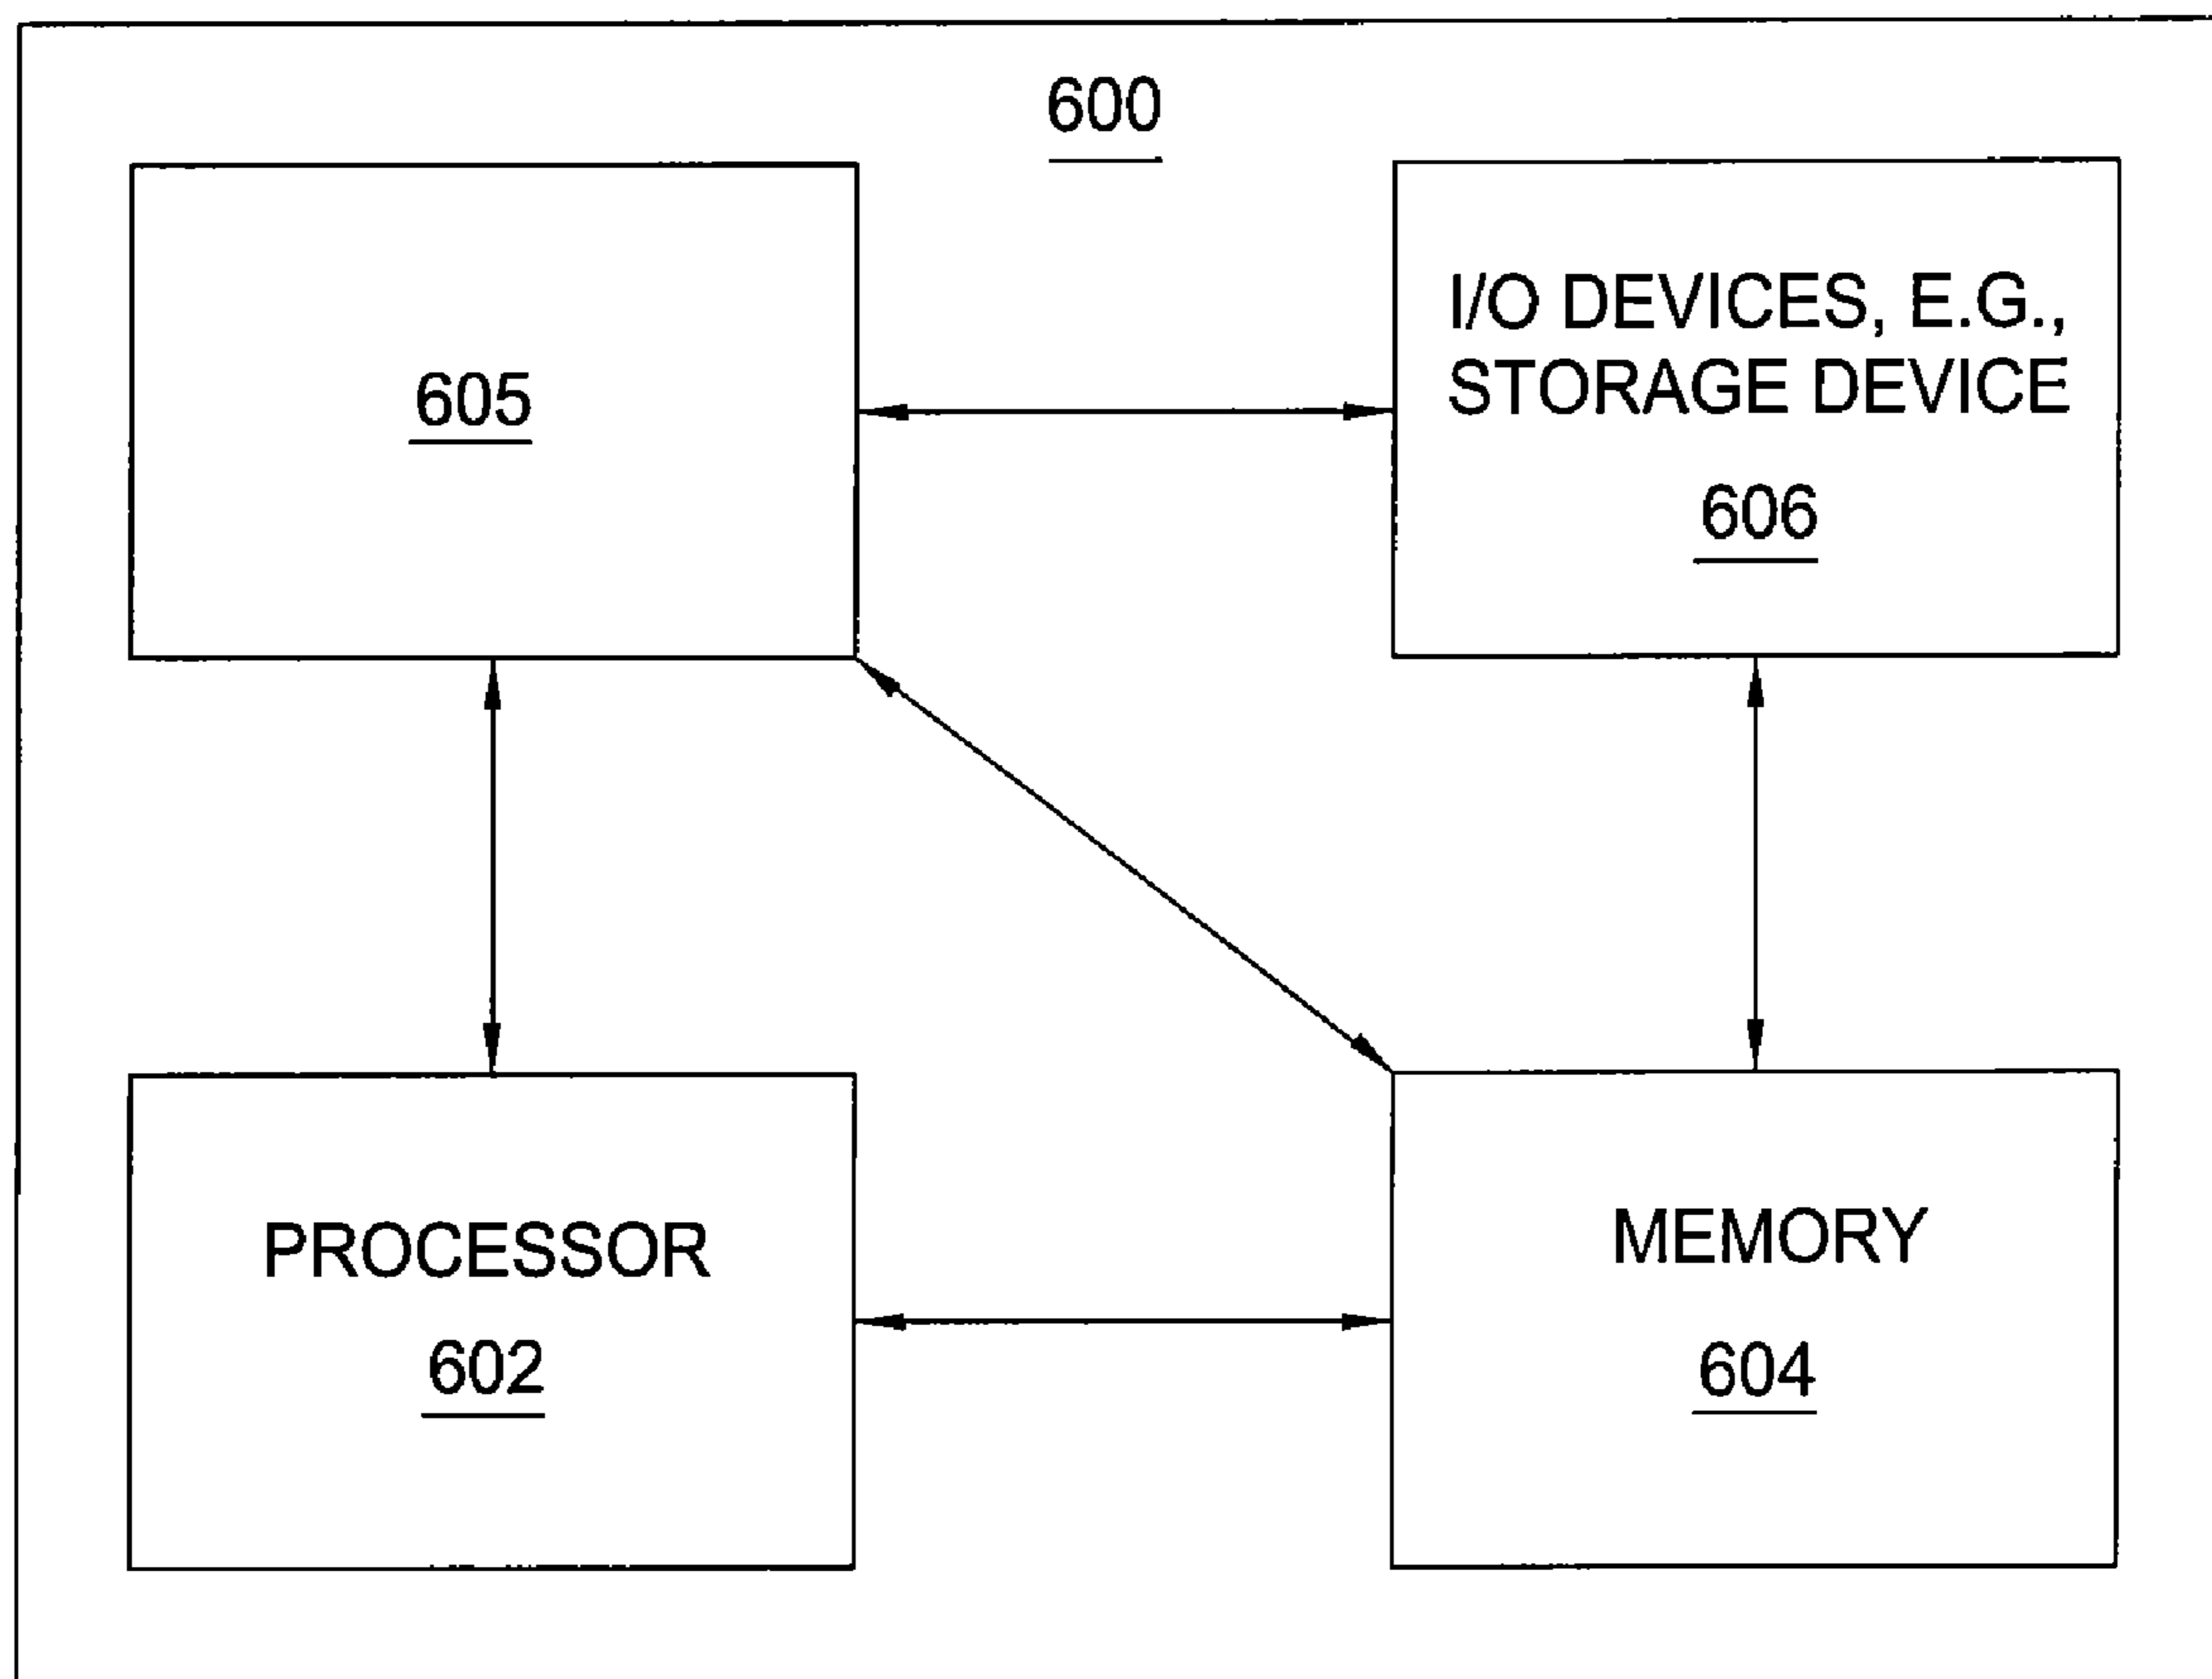 600
605
I/O DEVICES, E.G.,
STORAGE DEVICE
606
PROCESSOR
602
MEMORY
604